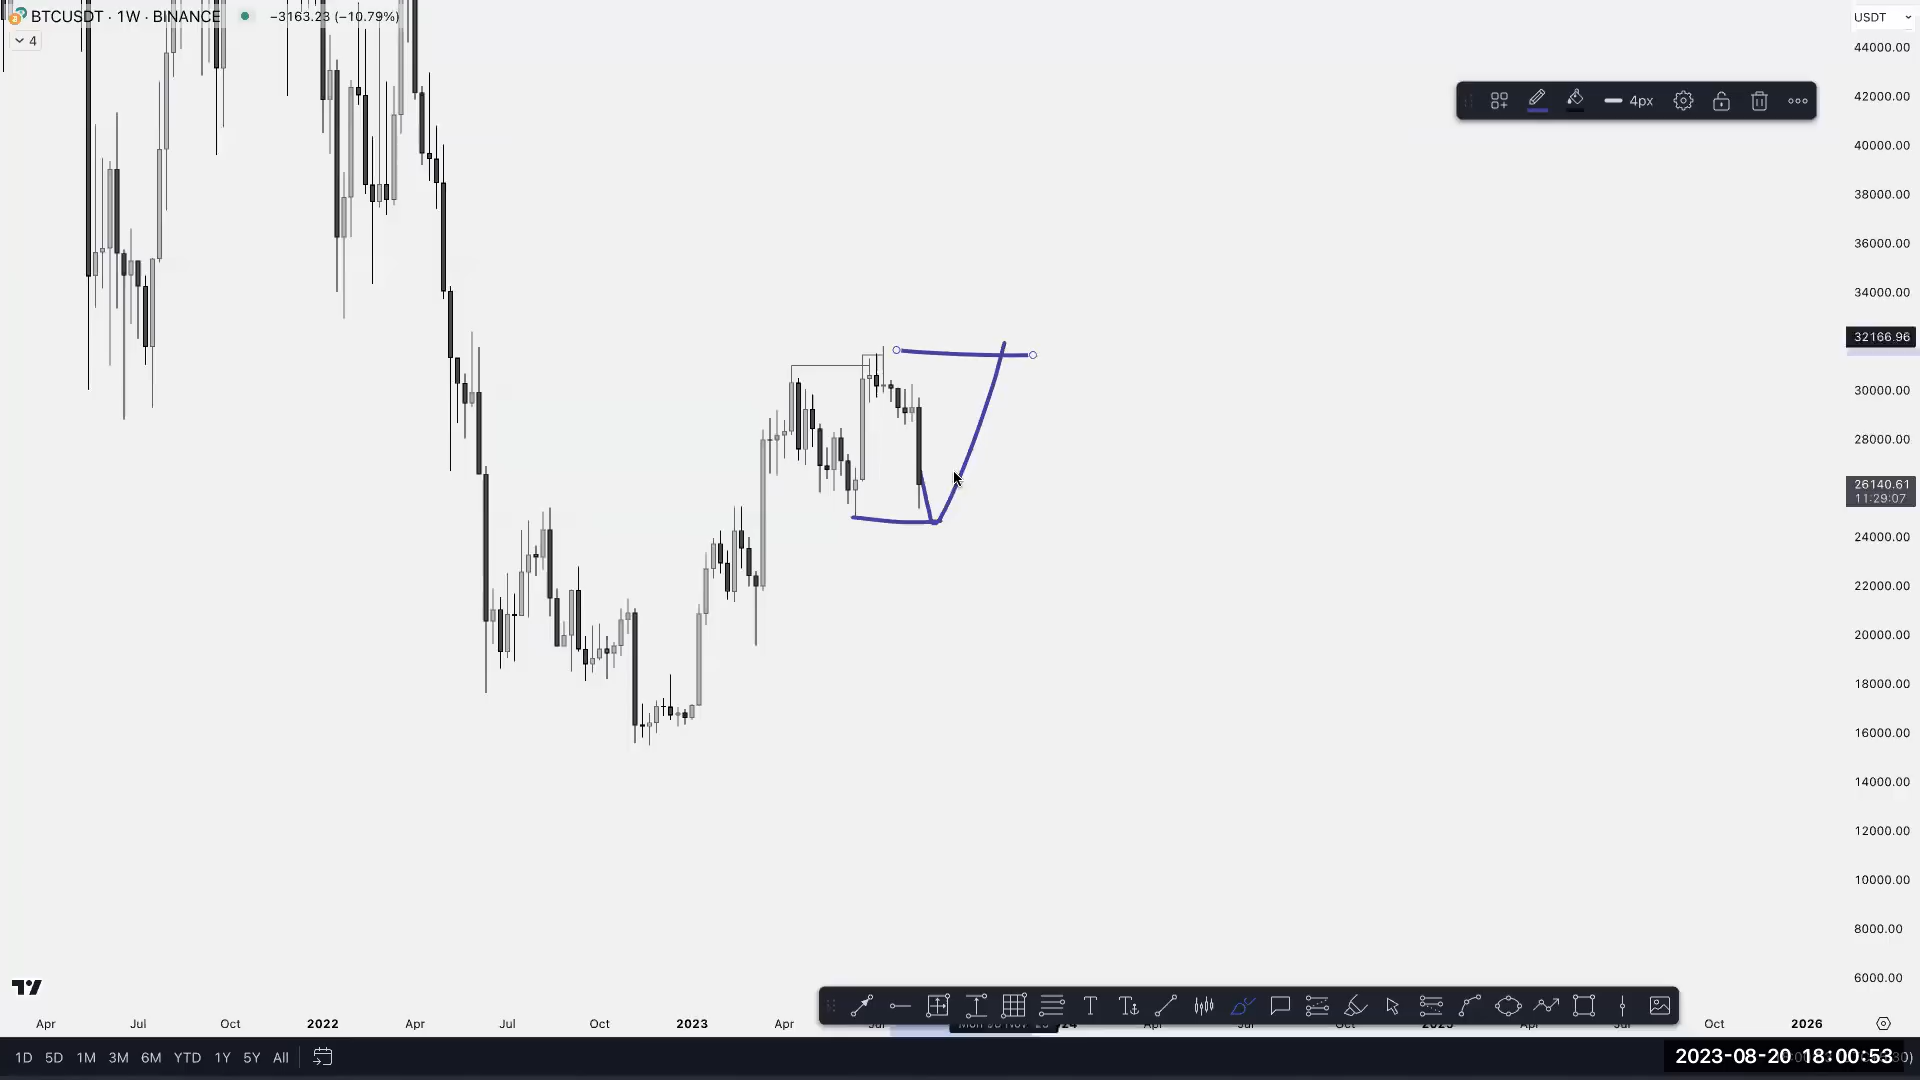 BTCUSDT · 1W · BINANCE
−3163.23 (−10.79%)
4
USDT
4px
44000.00
42000.00
40000.00
38000.00
36000.00
34000.00
32166.96
30000.00
28000.00
26140.61
11:29:07
24000.00
22000.00
20000.00
18000.00
16000.00
14000.00
12000.00
10000.00
8000.00
6000.00
Apr
Jul
Oct
2022
Apr
Jul
Oct
2023
Apr
Oct
2026
1D
5D
1M
3M
6M
YTD
1Y
5Y
All
2023-08-20 18:00:53